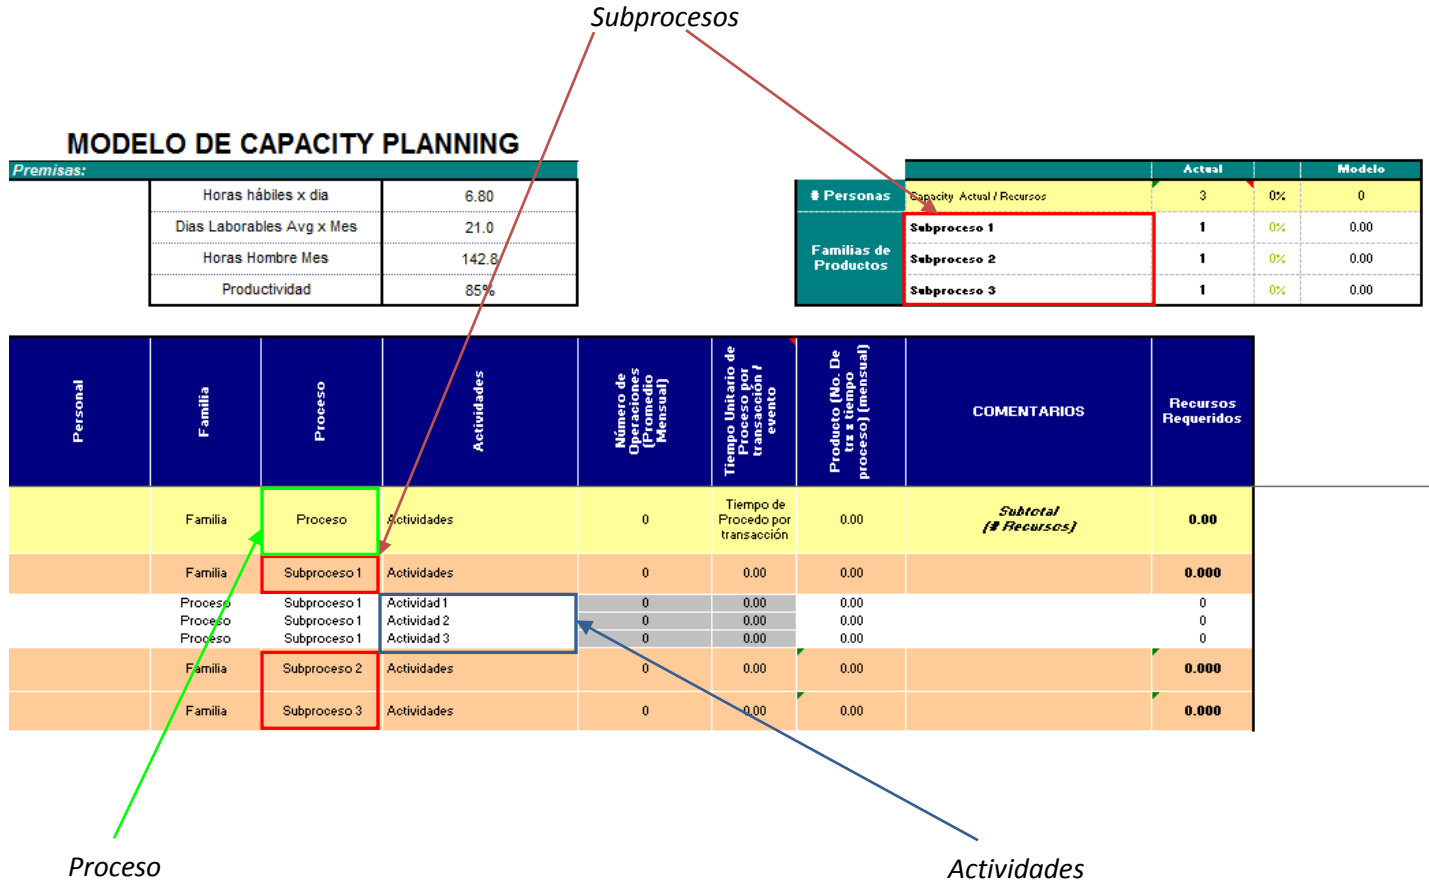 Subprocesos
MODELO DE CAPACITY PLANNING
Premisas:
Horas hábiles x dia 6.80
Dias Laborables Avg x Mes 21.0
Horas Hombre Mes 142.8
Productividad 85%
Actual Modelo
# Personas Capacity Actual / Recursos 3 0% 0
Familias de
Productos
Subproceso 1 1 0% 0.00
Subproceso 2 1 0% 0.00
Subproceso 3 1 0% 0.00
Personal
Familia
Proceso
Actividades
Número de
Operaciones
(Promedio
Mensual)
Tiempo Unitario de
Proceso por
transacción /
evento
Producto (No. De
trx x tiempo
proceso) (mensual)
COMENTARIOS
Recursos
Requeridos
Familia Proceso Actividades 0
Tiempo de
Procedo por
transacción
0.00
Subtotal
(# Recursos)
0.00
Familia Subproceso 1 Actividades 0 0.00 0.00 0.000
Proceso Subproceso 1 Actividad 1 0 0.00 0.00 0
Proceso Subproceso 1 Actividad 2 0 0.00 0.00 0
Proceso Subproceso 1 Actividad 3 0 0.00 0.00 0
Familia Subproceso 2 Actividades 0 0.00 0.00 0.000
Familia Subproceso 3 Actividades 0 0.00 0.00 0.000
Proceso
Actividades